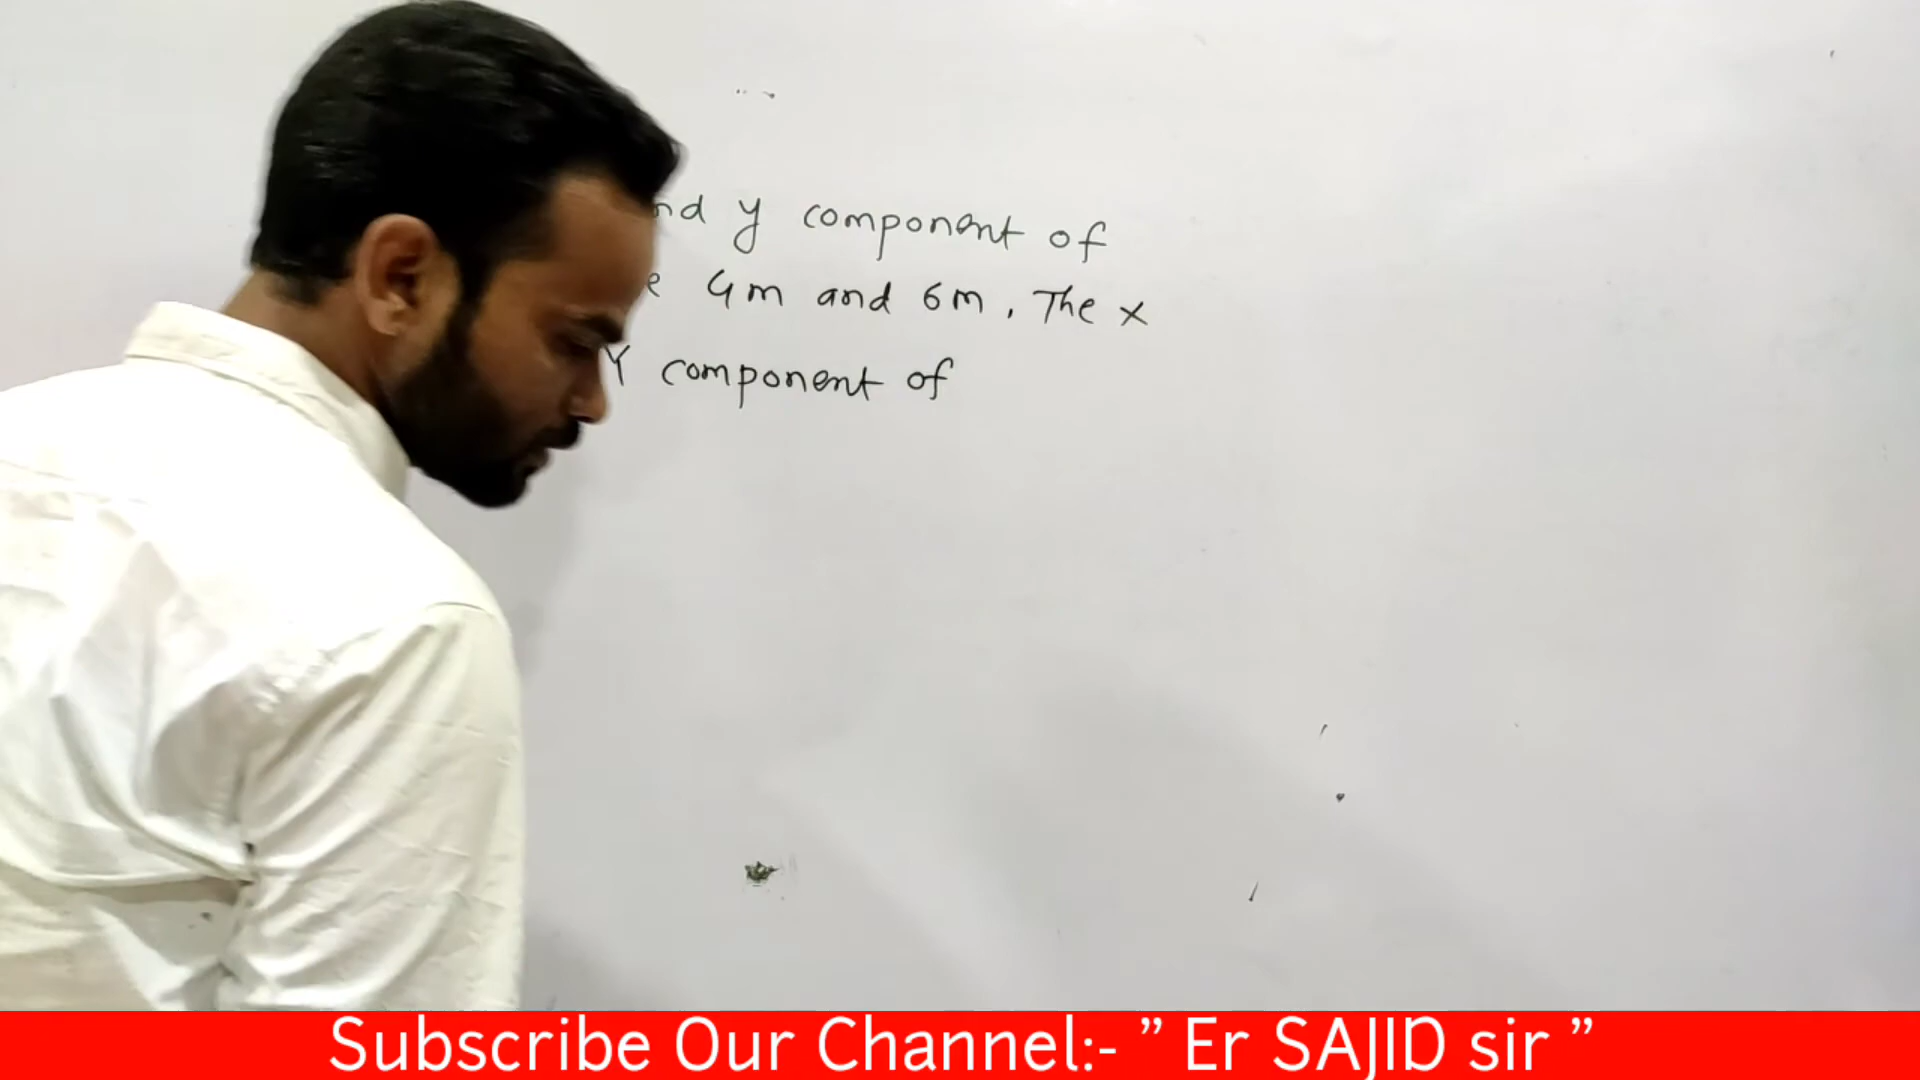 nd y component of
e 4m and 6m. The x
Y component of
Subscribe Our Channel:- ” Er SAJID sir ”